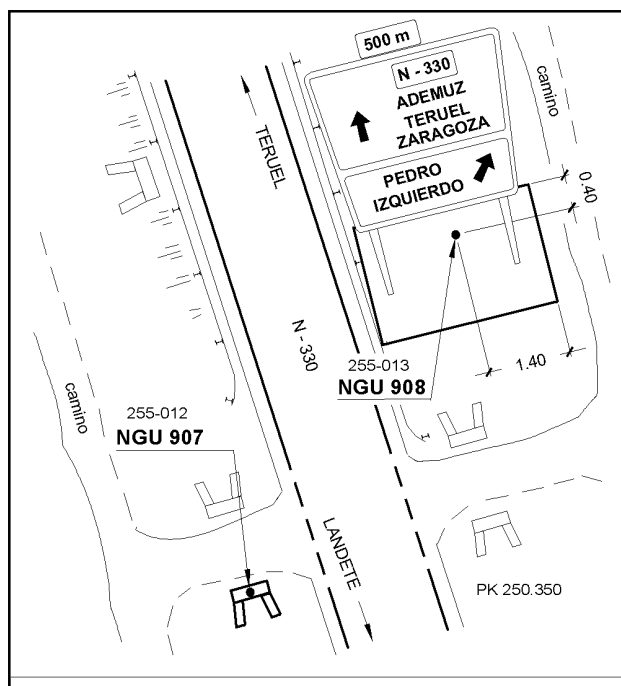 500 m
N - 330
ADEMUZ
TERUEL
ZARAGOZA
PEDRO
IZQUIERDO
camino
TERUEL
0.40
N - 330
1.40
255-013
NGU 908
camino
255-012
NGU 907
LANDETE
PK 250.350